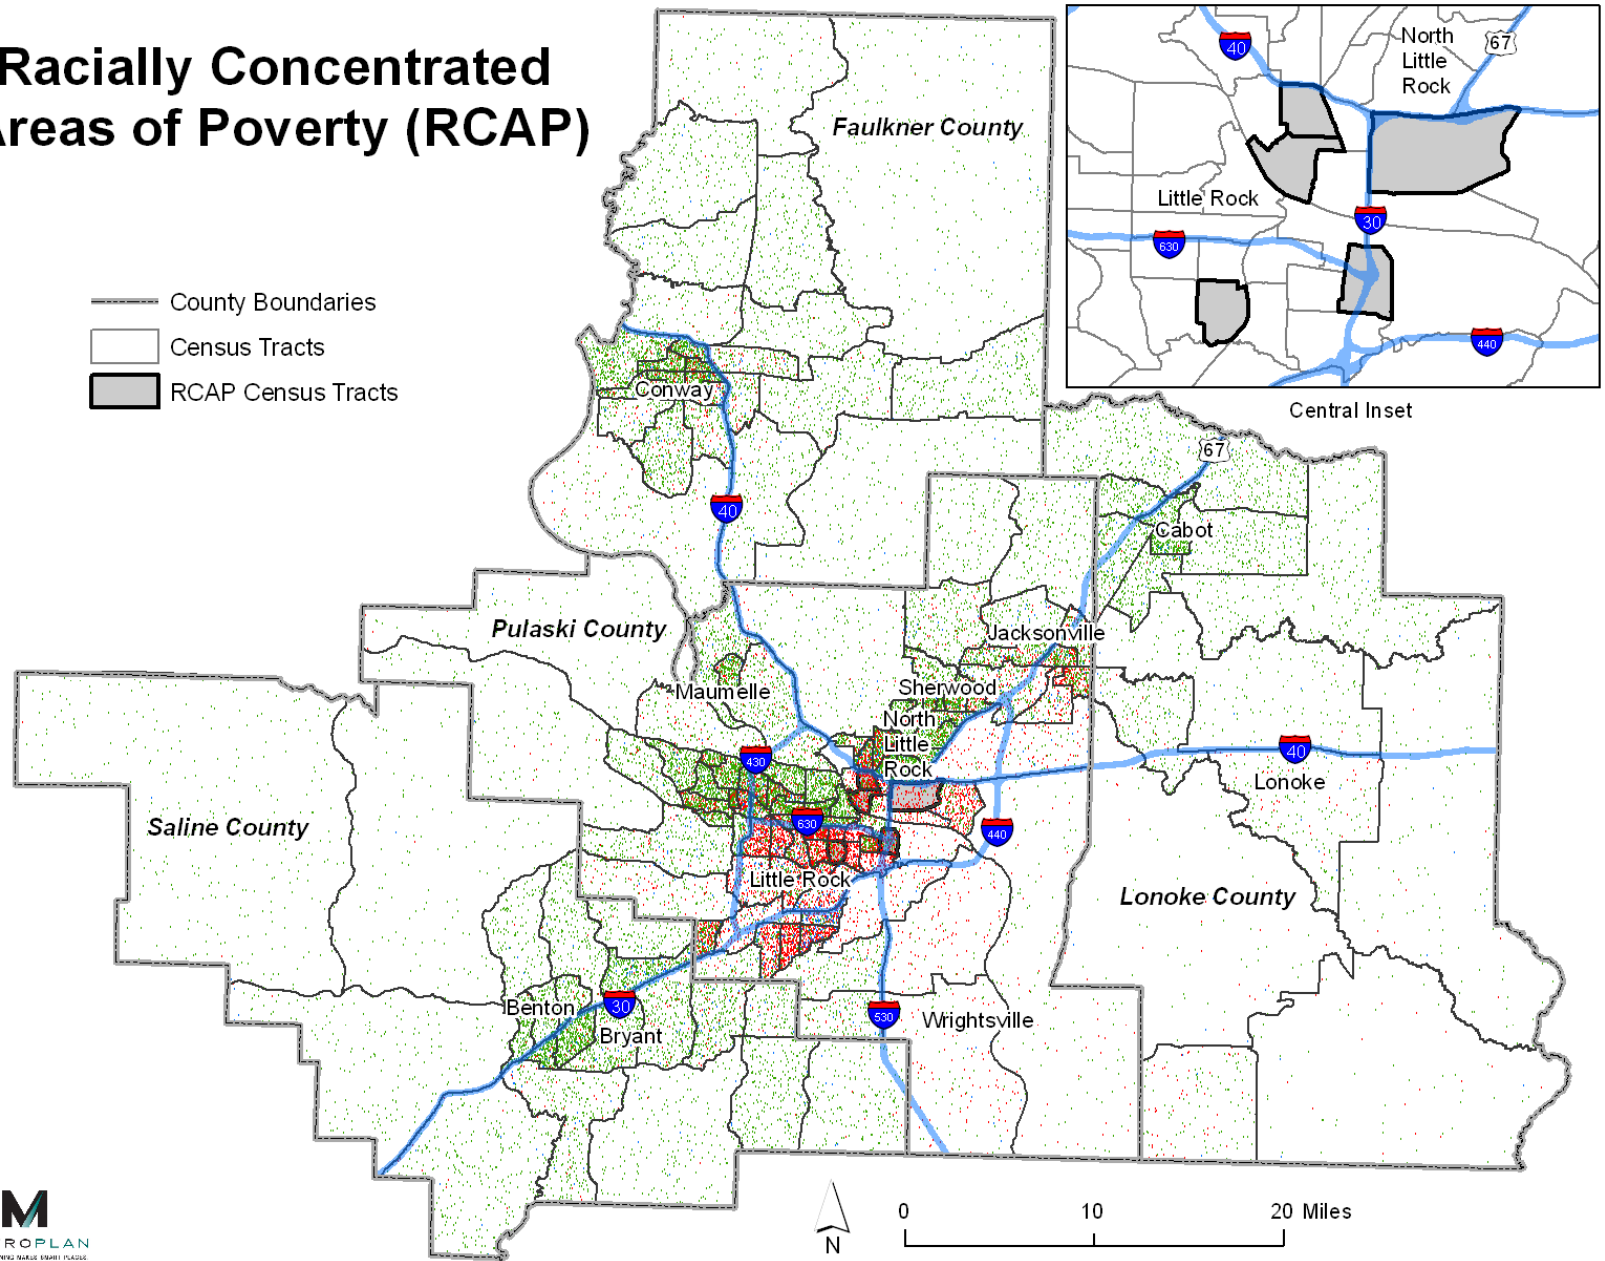 Racially Concentrated
Areas of Poverty (RCAP)
County Boundaries
Census Tracts
RCAP Census Tracts
Faulkner County
Conway
40
North
Little
Rock
67
40
Little Rock
630
30
440
Central Inset
67
Cabot
Pulaski County
Jacksonville
Maumelle
Sherwood
North
Little
Rock
430
40
Lonoke
Saline County
630
440
Little Rock
Lonoke County
Benton
30
Bryant
530
Wrightsville
0 10 20 Miles
N
M
ROPLAN